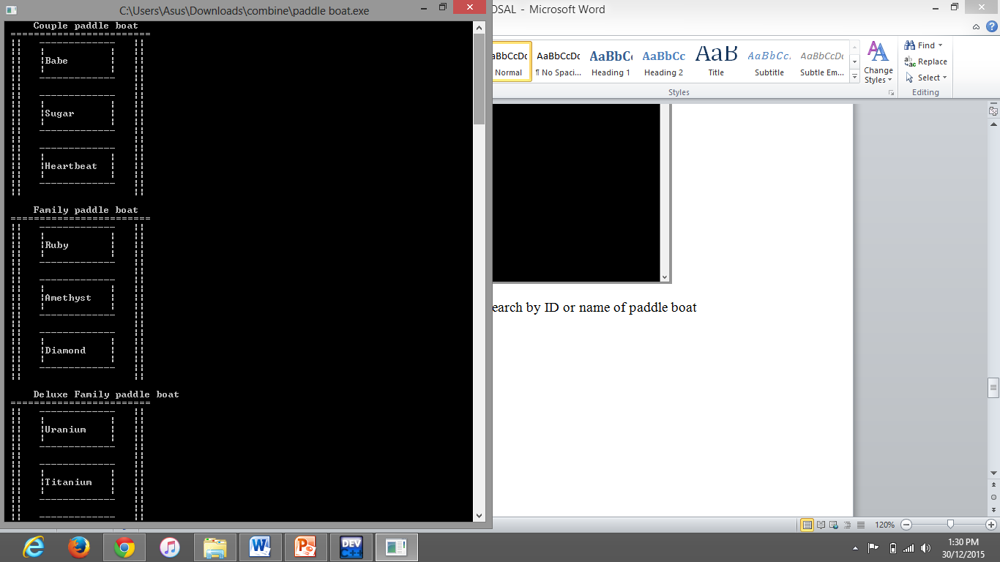 C:\Users\Asus\Downloads\combine\paddle boat.exe
Couple paddle boat
Babe
Sugar
Heartbeat
Family paddle boat
Ruby
Amethyst
Diamond
Deluxe Family paddle boat
Uranium
Titanium
OSAL - Microsoft Word
aBbCcDc AaBbCcDc AaBbCc AaBbCc AaB AaBbCc. AaBbCcDc
Normal ¶ No Spaci... Heading 1 Heading 2 Title Subtitle Subtle Em...
Change Styles
Find
Replace
Select
Styles
Editing
earch by ID or name of paddle boat
120%
DEV C++
1:30 PM
30/12/2015